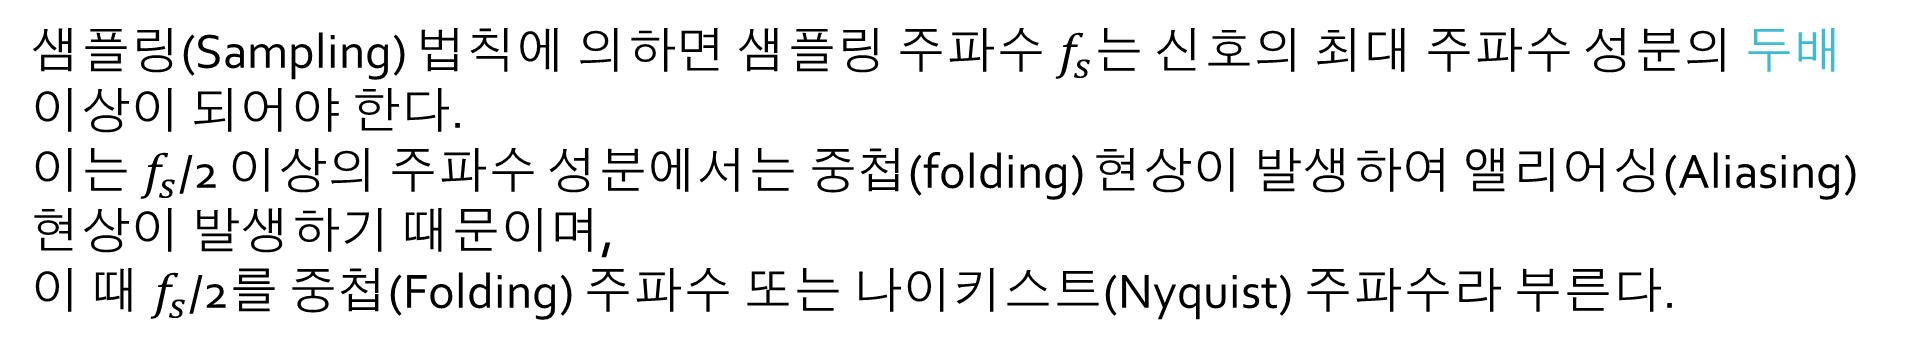 샘플링(Sampling) 법칙에 의하면 샘플링 주파수 fₛ는 신호의 최대 주파수 성분의 두배
이상이 되어야 한다.
이는 fₛ/2 이상의 주파수 성분에서는 중첩(folding) 현상이 발생하여 앨리어싱(Aliasing)
현상이 발생하기 때문이며,
이 때 fₛ/2를 중첩(Folding) 주파수 또는 나이키스트(Nyquist) 주파수라 부른다.